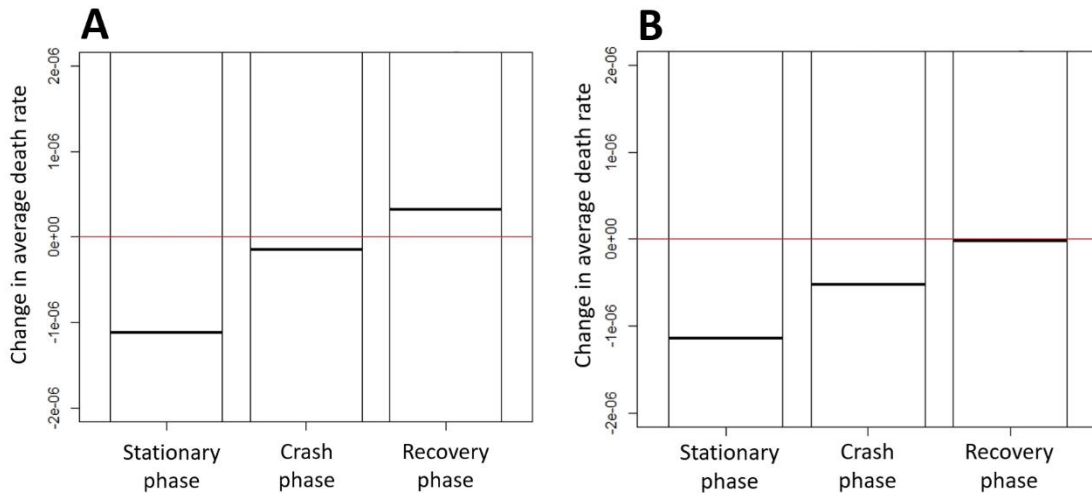 A
Change in average death rate
2e-06
1e-06
0e+00
-1e-06
-2e-06
Stationary
phase
Crash
phase
Recovery
phase
B
Change in average death rate
2e-06
1e-06
0e+00
-1e-06
-2e-06
Stationary
phase
Crash
phase
Recovery
phase